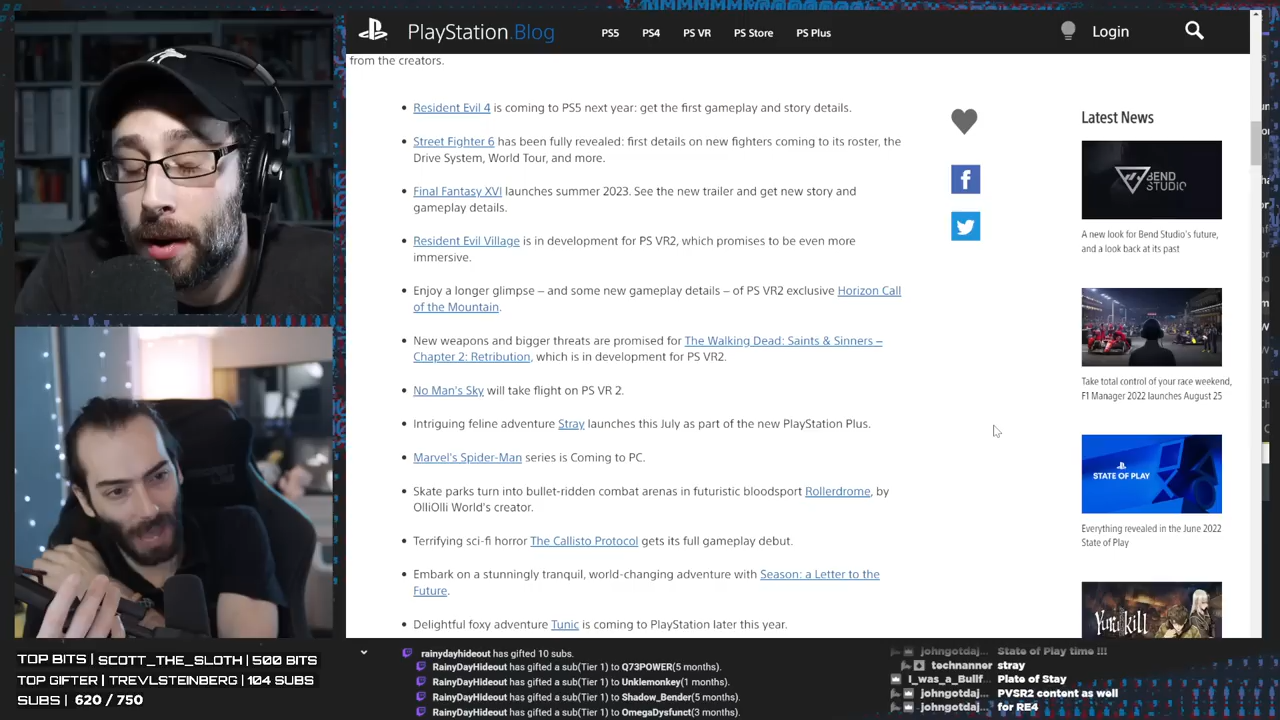 PlayStation.Blog
PS5 PS4 PS VR PS Store PS Plus
Login
from the creators.
Resident Evil 4 is coming to PS5 next year: get the first gameplay and story details.
Street Fighter 6 has been fully revealed: first details on new fighters coming to its roster, the
Drive System, World Tour, and more.
Final Fantasy XVI launches summer 2023. See the new trailer and get new story and
gameplay details.
Resident Evil Village is in development for PS VR2, which promises to be even more
immersive.
Enjoy a longer glimpse – and some new gameplay details – of PS VR2 exclusive Horizon Call
of the Mountain.
New weapons and bigger threats are promised for The Walking Dead: Saints & Sinners –
Chapter 2: Retribution, which is in development for PS VR2.
No Man's Sky will take flight on PS VR 2.
Intriguing feline adventure Stray launches this July as part of the new PlayStation Plus.
Marvel's Spider-Man series is Coming to PC.
Skate parks turn into bullet-ridden combat arenas in futuristic bloodsport Rollerdrome, by
OlliOlli World's creator.
Terrifying sci-fi horror The Callisto Protocol gets its full gameplay debut.
Embark on a stunningly tranquil, world-changing adventure with Season: a Letter to the
Future.
Delightful foxy adventure Tunic is coming to PlayStation later this year.
Latest News
BEND
STUDIO
A new look for Bend Studio's future,
and a look back at its past
Take total control of your race weekend,
F1 Manager 2022 launches August 25
STATE OF PLAY
Everything revealed in the June 2022
State of Play
Yurukill
TOP BITS | SCOTT_THE_SLOTH | 500 BITS
TOP GIFTER | TREVLSTEINBERG | 104 SUBS
SUBS | 620 / 750
rainydayhideout has gifted 10 subs.
RainyDayHideout has gifted a sub(Tier 1) to Q73POWER(5 months).
RainyDayHideout has gifted a sub(Tier 1) to Unklemonkey(1 months).
RainyDayHideout has gifted a sub(Tier 1) to Shadow_Bender(5 months).
RainyDayHideout has gifted a sub(Tier 1) to OmegaDysfunct(3 months).
johngotdaj... State of Play time !!!
technanner stray
I_was_a_Bullf... Plate of Stay
johngotdaj... PVSR2 content as well
johngotdaj... for RE4